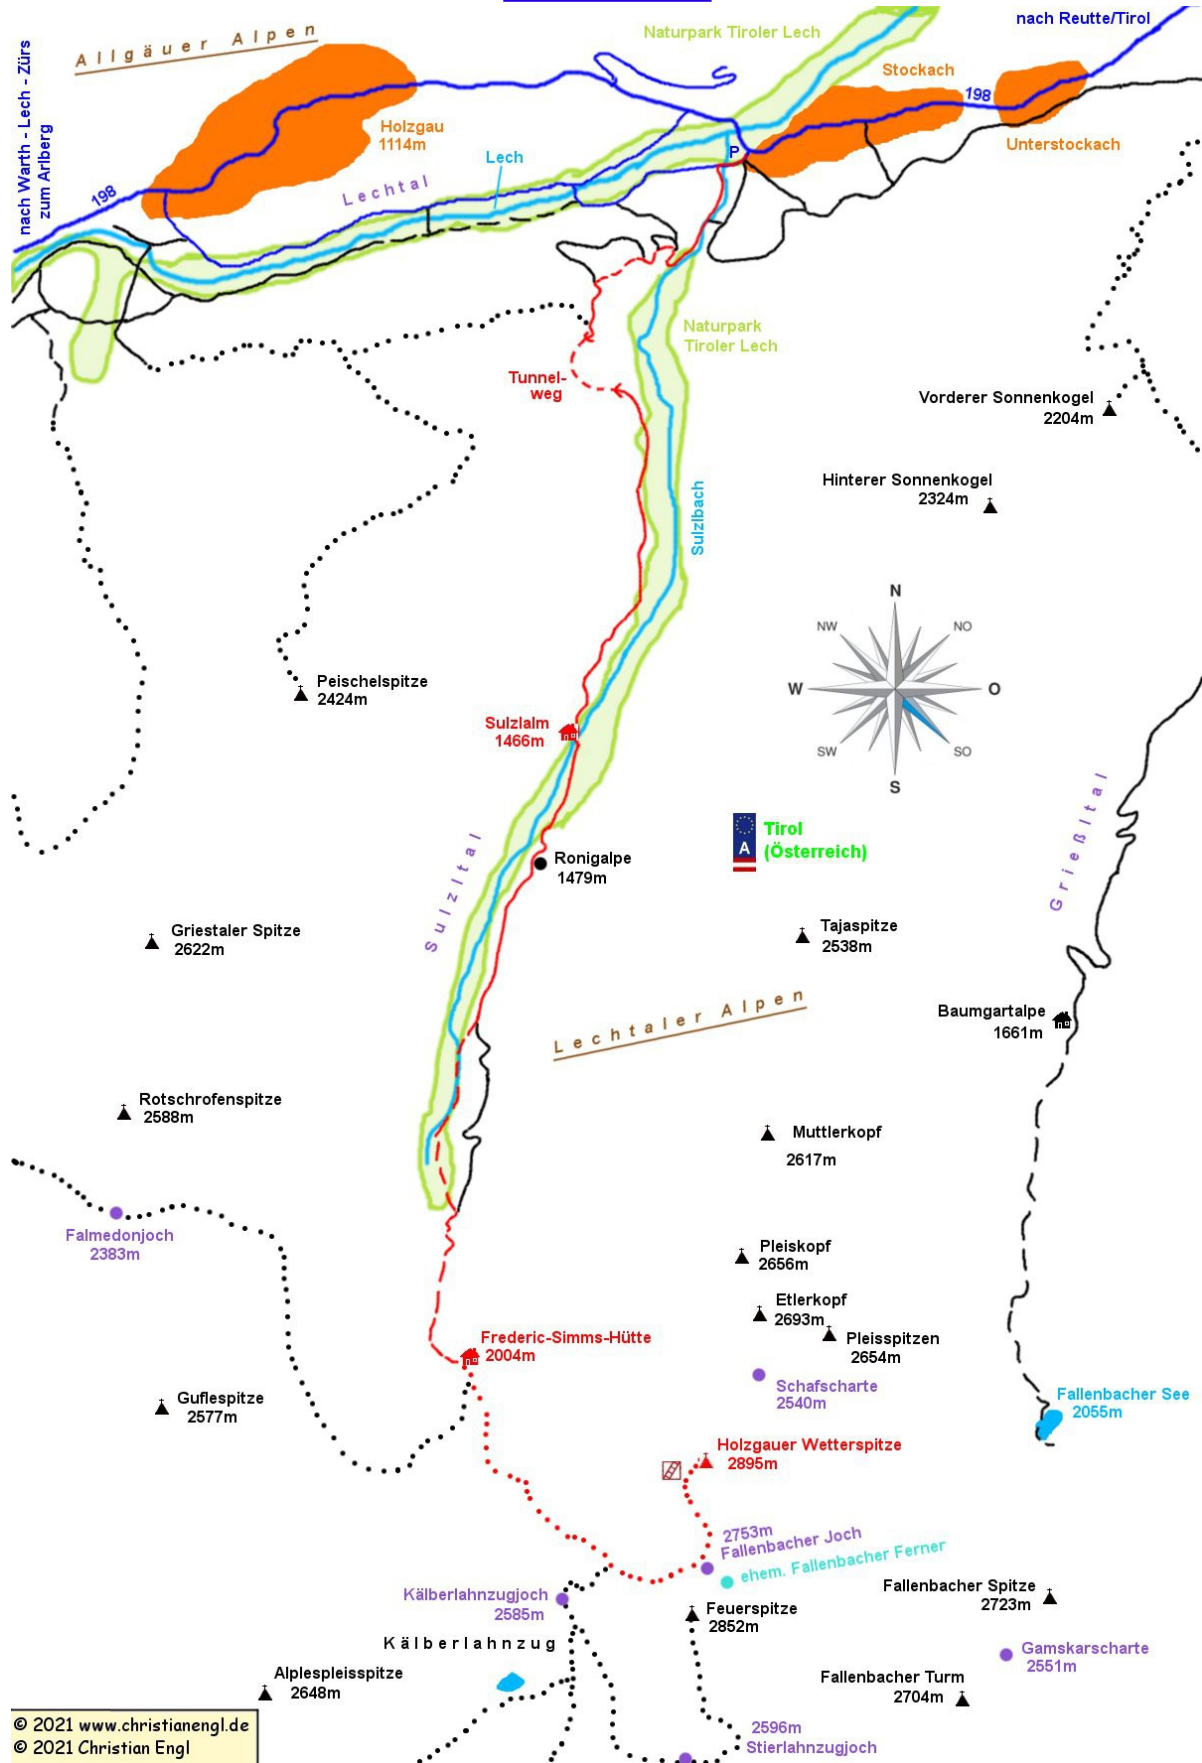 nach Reutte/Tirol
Naturpark Tiroler Lech
Allgäuer Alpen
nach Warth - Lech - Zürs
zum Arlberg
Stockach
198
Holzgau
1114m
Unterstockach
Lech
P
Lechtal
198
Naturpark
Tiroler Lech
Tunnel-
weg
Vorderer Sonnenkogel
2204m
Hinterer Sonnenkogel
2324m
Sulzlbach
N
NW
NO
W
O
SW
SO
S
Peischelspitze
2424m
Sulzlalm
1466m
Grießltal
A
Tirol
(Österreich)
Sulzltal
Ronigalpe
1479m
Griestaler Spitze
2622m
Tajaspitze
2538m
Lechtaler Alpen
Baumgartalpe
1661m
Rotschrofenspitze
2588m
Muttlerkopf
2617m
Falmedonjoch
2383m
Pleiskopf
2656m
Etlerkopf
2693m
Pleisspitzen
2654m
Frederic-Simms-Hütte
2004m
Schafscharte
2540m
Fallenbacher See
2055m
Guflespitze
2577m
Holzgauer Wetterspitze
2895m
2753m
Fallenbacher Joch
ehem. Fallenbacher Ferner
Kälberlahnzugjoch
2585m
Fallenbacher Spitze
2723m
Feuerspitze
2852m
Kälberlahnzug
Gamskarscharte
2551m
Alplespleisspitze
2648m
Fallenbacher Turm
2704m
2596m
Stierlahnzugjoch
© 2021 www.christianengl.de
© 2021 Christian Engl